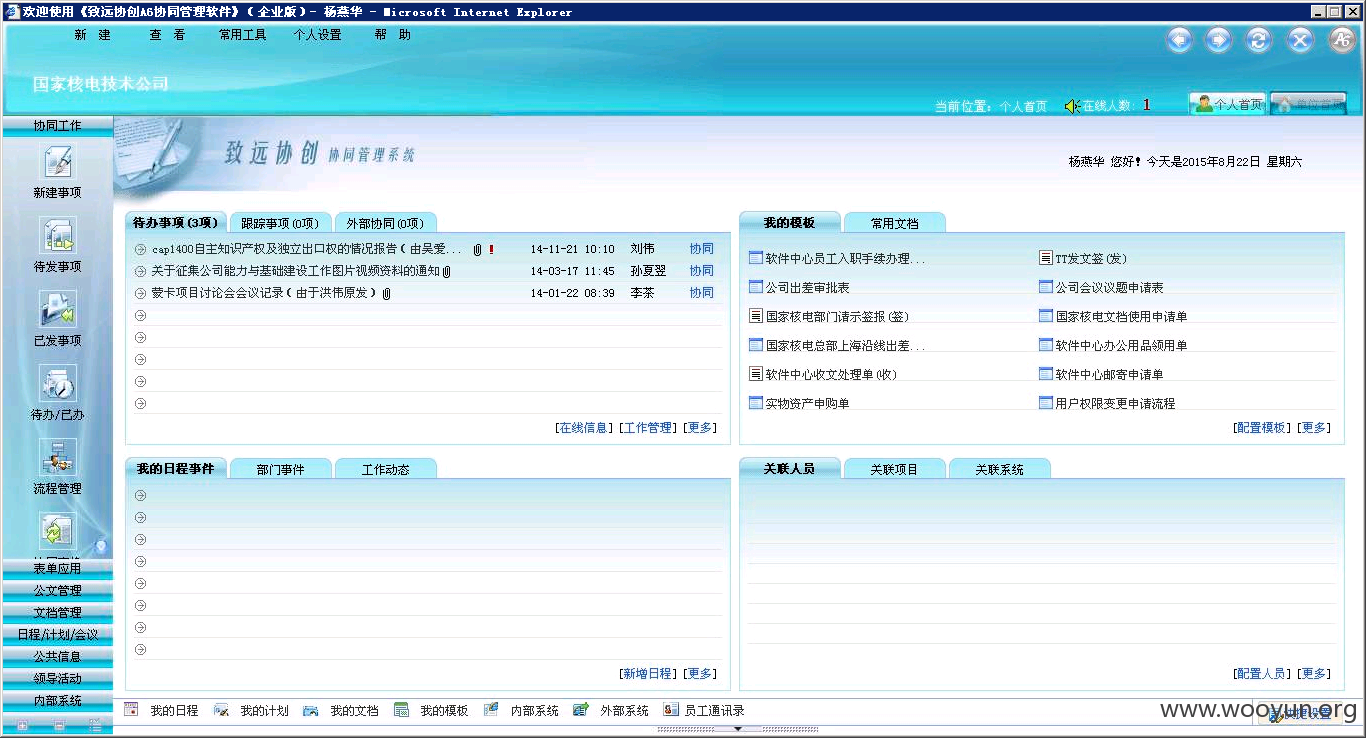 欢迎使用《致远协创A6协同管理软件》（企业版）- 杨燕华 - Microsoft Internet Explorer
新 建 查 看 常用工具 个人设置 帮 助
国家核电技术公司
当前位置：个人首页 在线人数：1 个人首页 单位首页
协同工作
新建事项
待发事项
已发事项
待办/已办
流程管理
表单应用
公文管理
文档管理
日程/计划/会议
公共信息
领导活动
内部系统
致远协创 协同管理系统
杨燕华 您好！今天是2015年8月22日 星期六
待办事项(3项) 跟踪事项(0项) 外部协同(0项)
cap1400自主知识产权及独立出口权的情况报告（由吴爱... 14-11-21 10:10 刘伟 协同
关于征集公司能力与基础建设工作图片视频资料的通知 14-03-17 11:45 孙夏翌 协同
蒙卡项目讨论会会议记录（由于洪伟原发） 14-01-22 08:39 李茶 协同
[在线信息] [工作管理] [更多]
我的模板 常用文档
软件中心员工入职手续办理... TT发文签(发)
公司出差审批表 公司会议议题申请表
国家核电部门请示签报(签) 国家核电文档使用申请单
国家核电总部上海沿线出差... 软件中心办公用品领用单
软件中心收文处理单(收) 软件中心邮寄申请单
实物资产申购单 用户权限变更申请流程
[配置模板] [更多]
我的日程事件 部门事件 工作动态
[新增日程] [更多]
关联人员 关联项目 关联系统
[配置人员] [更多]
我的日程 我的计划 我的文档 我的模板 内部系统 外部系统 员工通讯录 快捷设置
www.wooyun.org